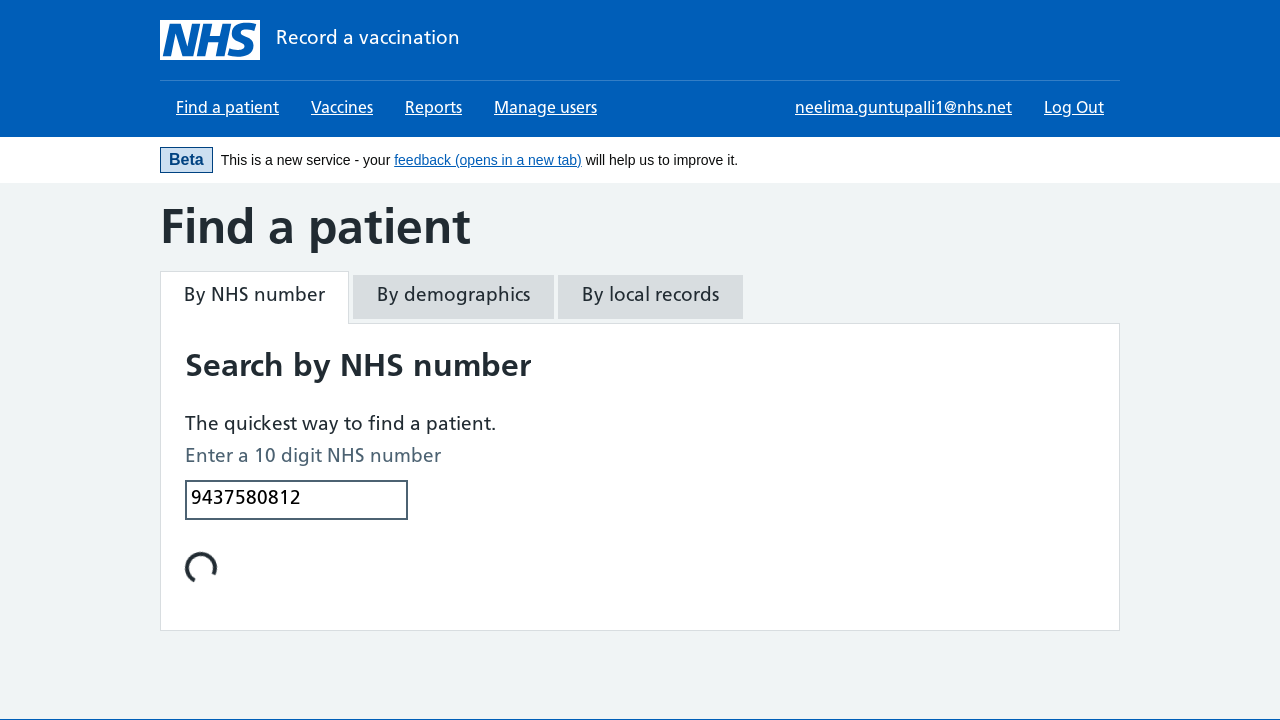 NHS Record a vaccination
Find a patient Vaccines Reports Manage users neelima.guntupalli1@nhs.net Log Out
Beta This is a new service - your feedback (opens in a new tab) will help us to improve it.
Find a patient
By NHS number By demographics By local records
Search by NHS number
The quickest way to find a patient.
Enter a 10 digit NHS number
9437580812